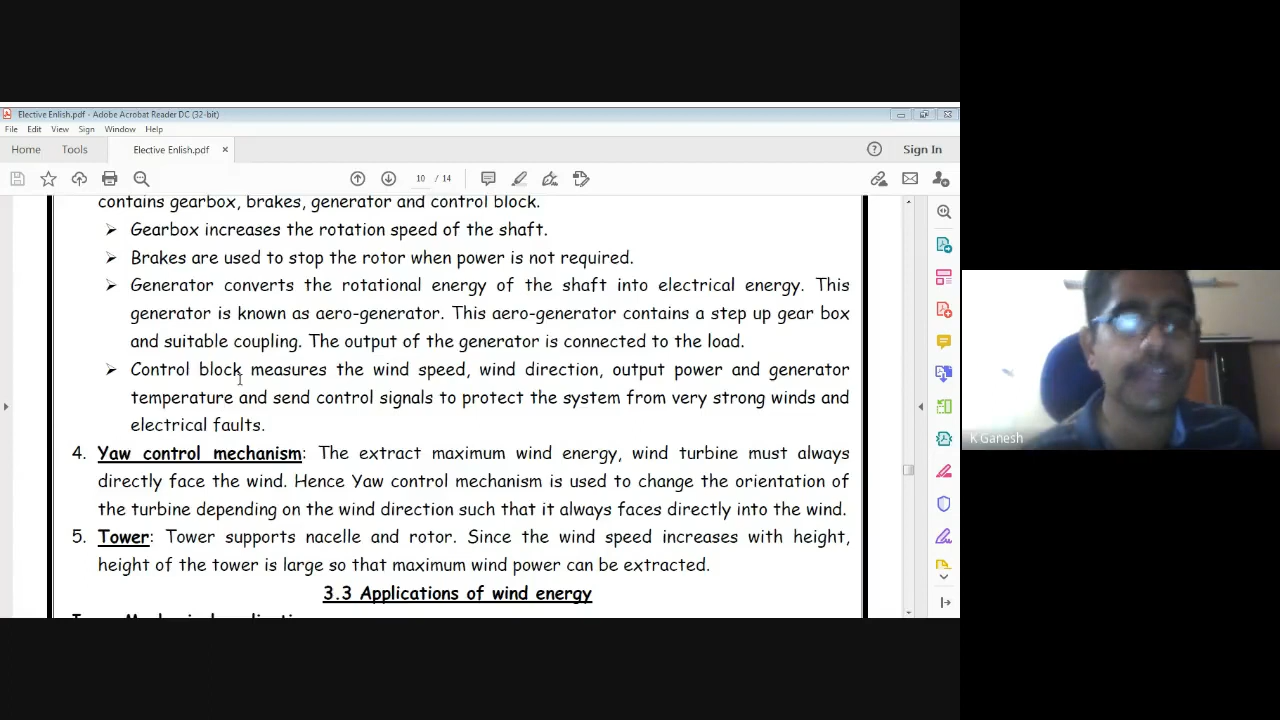 Elective Enlish.pdf - Adobe Acrobat Reader DC (32-bit)
File Edit View Sign Window Help
Home Tools Elective Enlish.pdf × Sign In
10 / 14
contains gearbox, brakes, generator and control block.
➢ Gearbox increases the rotation speed of the shaft.
➢ Brakes are used to stop the rotor when power is not required.
➢ Generator converts the rotational energy of the shaft into electrical energy. This
generator is known as aero-generator. This aero-generator contains a step up gear box
and suitable coupling. The output of the generator is connected to the load.
➢ Control block measures the wind speed, wind direction, output power and generator
temperature and send control signals to protect the system from very strong winds and
electrical faults.
4. Yaw control mechanism: The extract maximum wind energy, wind turbine must always
directly face the wind. Hence Yaw control mechanism is used to change the orientation of
the turbine depending on the wind direction such that it always faces directly into the wind.
5. Tower: Tower supports nacelle and rotor. Since the wind speed increases with height,
height of the tower is large so that maximum wind power can be extracted.
3.3 Applications of wind energy
K Ganesh